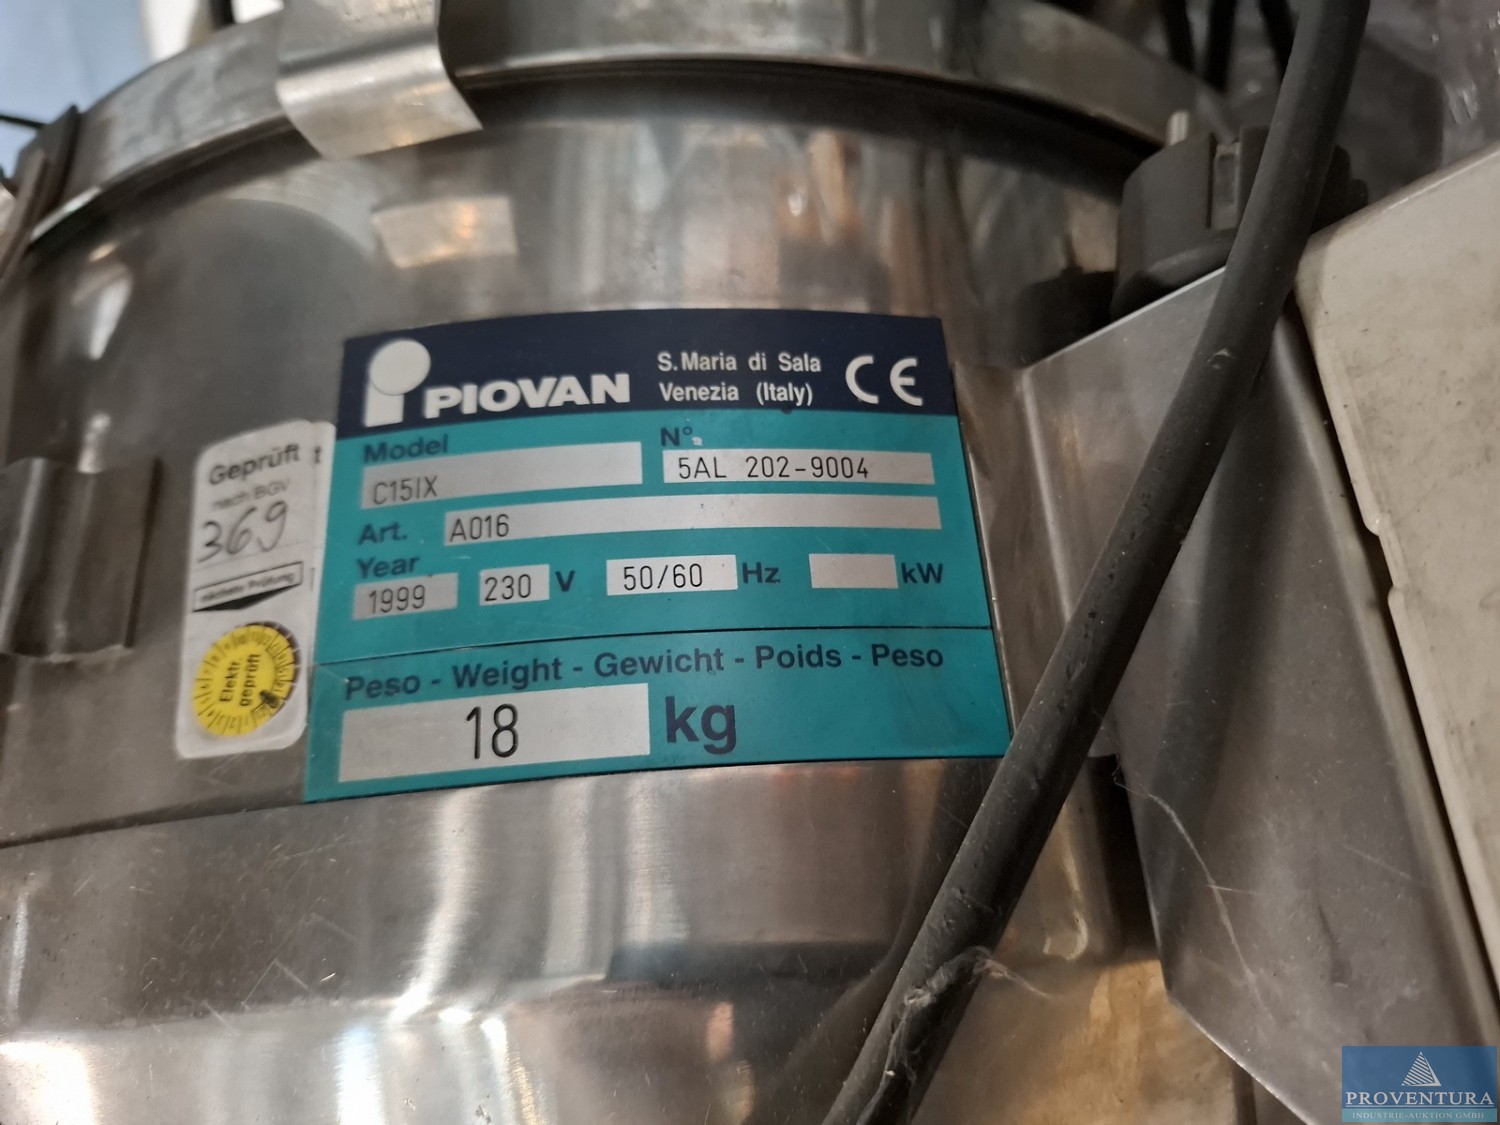 PIOVAN
S. Maria di Sala
Venezia (Italy)
CE
Model
C15IX
N°.
5AL 202-9004
Art. A016
Year
1999 230 V 50/60 Hz kW
Peso - Weight - Gewicht - Poids - Peso
18 kg
Geprüft
nach BGV
369
nächste Prüfung
Elektr.
geprüft
PROVENTURA
INDUSTRIE-AUKTION GMBH